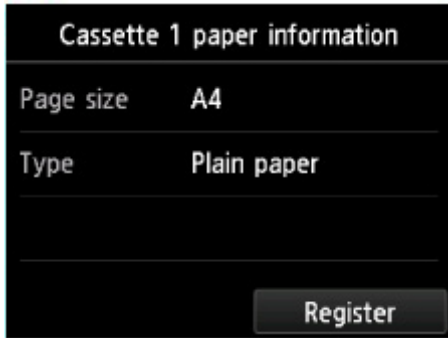 Cassette 1 paper information
Page size A4
Type Plain paper
Register